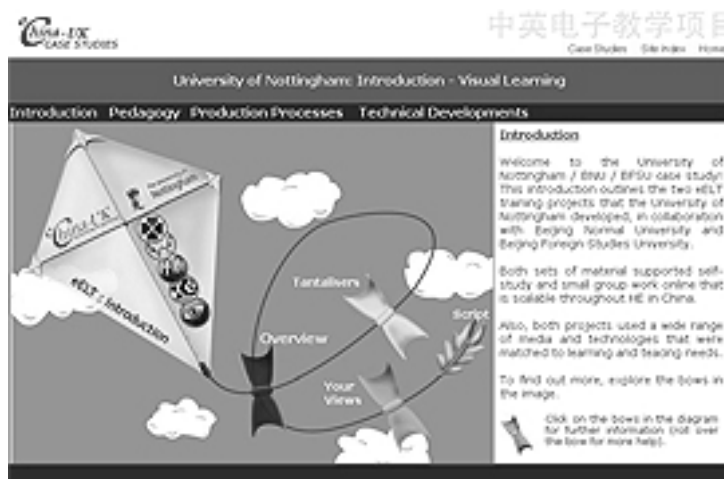 China-UK
CASE STUDIES
中英电子教学项目
Case Studies Site Index Home
University of Nottingham: Introduction - Visual Learning
Introduction Pedagogy Production Processes Technical Developments
The University of
Nottingham
China-UK
eELT : Introduction
Tantalisers
Script
Overview
Your
Views
Introduction
Welcome to the University of
Nottingham / BNU / BFSU case study!
This introduction outlines the two eELT
training projects that the University of
Nottingham developed, in collaboration
with Beijing Normal University and
Beijing Foreign Studies University.
Both sets of material supported self-
study and small group work online that
is scalable throughout HE in China.
Also, both projects used a wide range
of media and technologies that were
matched to learning and teacing needs.
To find out more, explore the bows in
the image.
Click on the bows in the diagram
for further information (roll over
the bow for more help).